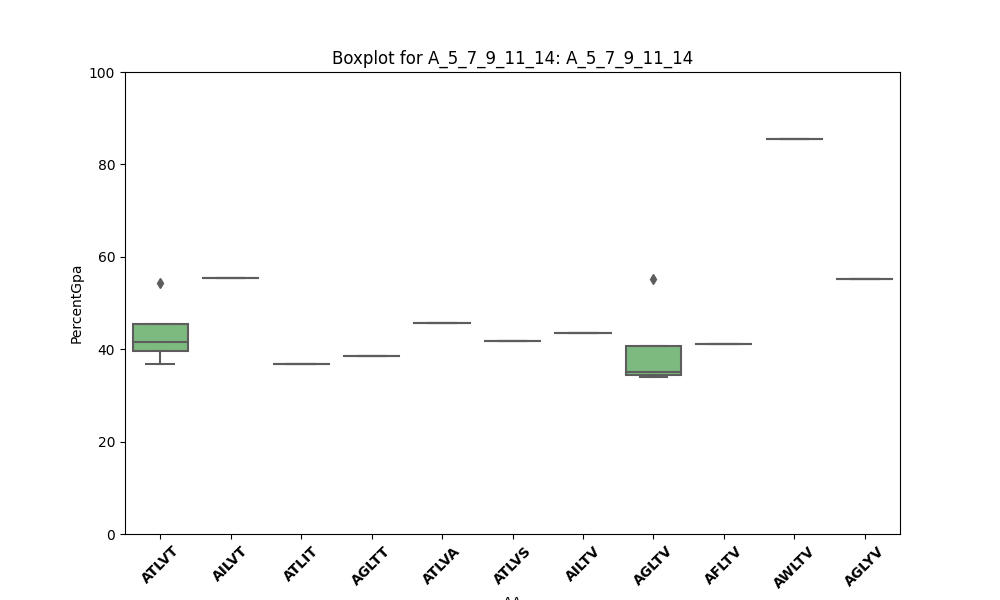 Boxplot for A_5_7_9_11_14: A_5_7_9_11_14
100
80
60
40
20
0
PercentGpa
ATLVT
AILVT
ATLIT
AGLTT
ATLVA
ATLVS
AILTV
AGLTV
AFLTV
AWLTV
AGLYV